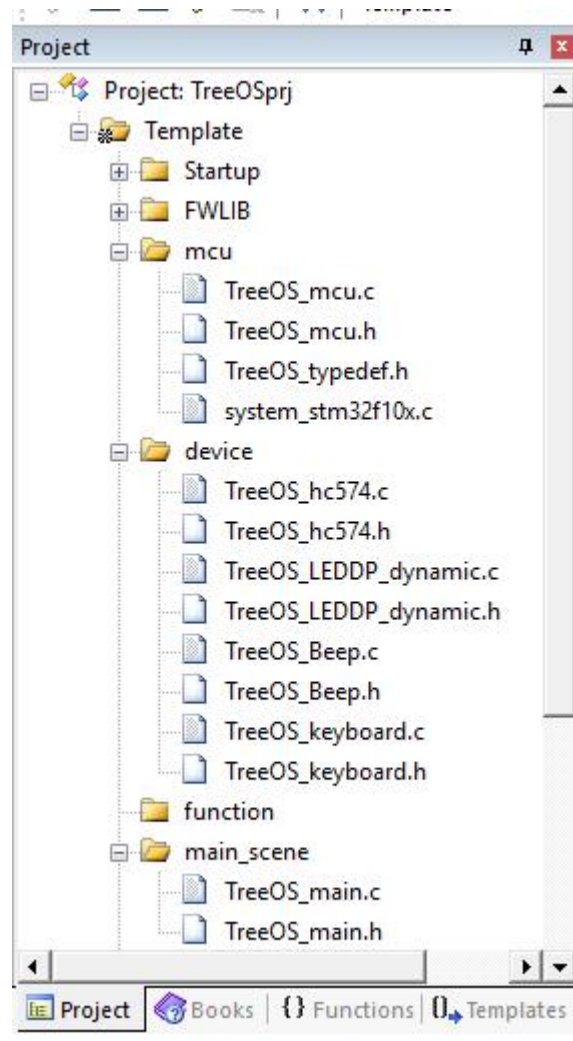 Project
Project: TreeOSprj
Template
Startup
FWLIB
mcu
TreeOS_mcu.c
TreeOS_mcu.h
TreeOS_typedef.h
system_stm32f10x.c
device
TreeOS_hc574.c
TreeOS_hc574.h
TreeOS_LEDDP_dynamic.c
TreeOS_LEDDP_dynamic.h
TreeOS_Beep.c
TreeOS_Beep.h
TreeOS_keyboard.c
TreeOS_keyboard.h
function
main_scene
TreeOS_main.c
TreeOS_main.h
Project Books {} Functions 0 Templates